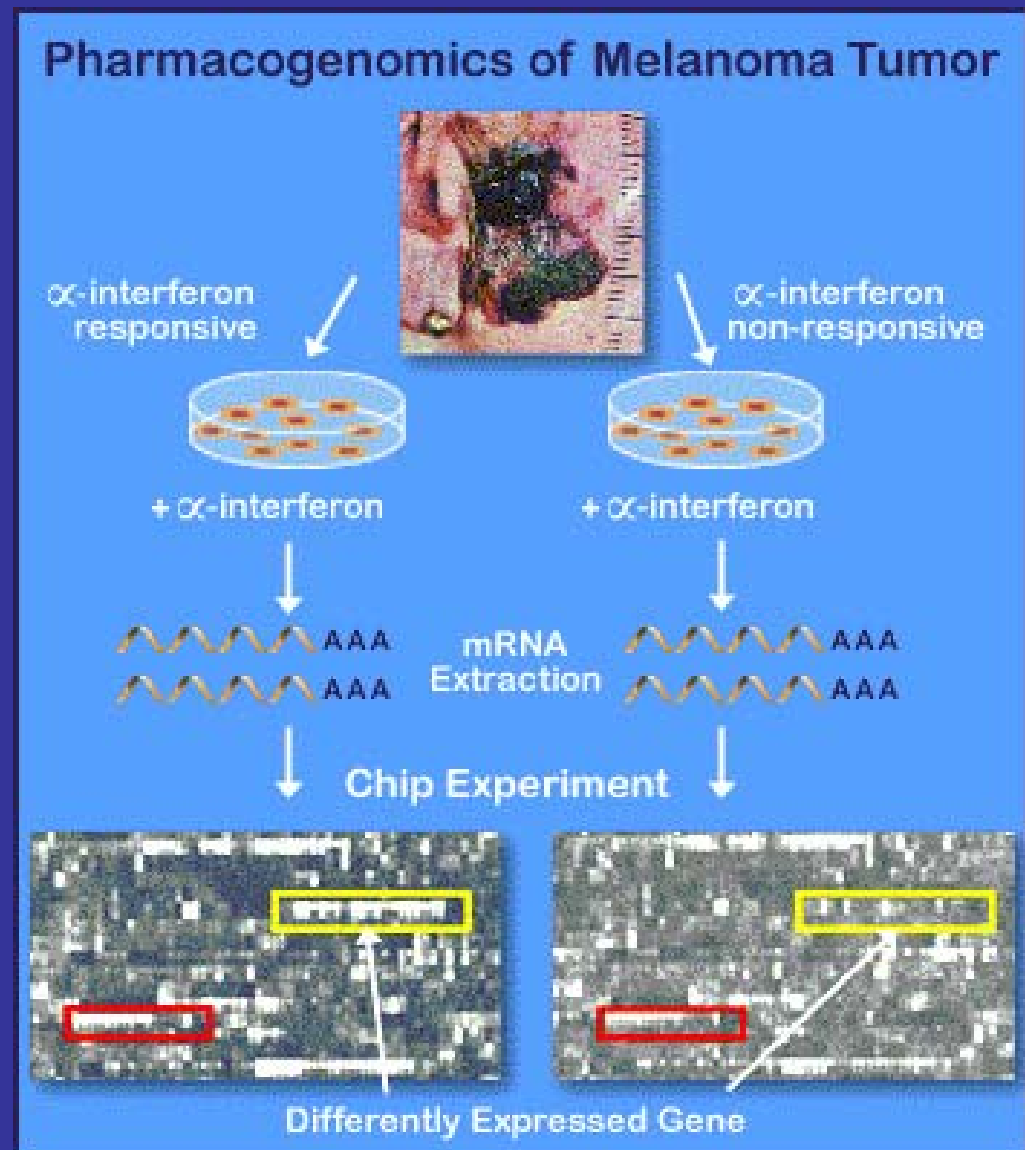 Pharmacogenomics of Melanoma Tumor
α-interferon
responsive
α-interferon
non-responsive
+ α-interferon
+ α-interferon
AAA
AAA
mRNA
Extraction
AAA
AAA
Chip Experiment
Differently Expressed Gene